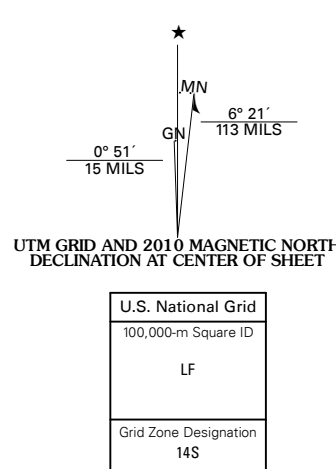 ★
MN
GN
6° 21´
113 MILS
0° 51´
15 MILS
UTM GRID AND 2010 MAGNETIC NORTH
DECLINATION AT CENTER OF SHEET
U.S. National Grid
100,000-m Square ID
LF
Grid Zone Designation
14S